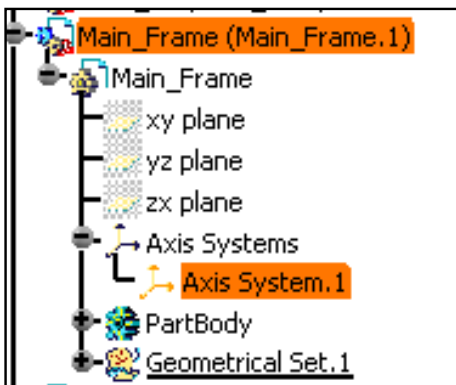 Main_Frame (Main_Frame.1)
Main_Frame
xy plane
yz plane
zx plane
Axis Systems
Axis System.1
PartBody
Geometrical Set.1